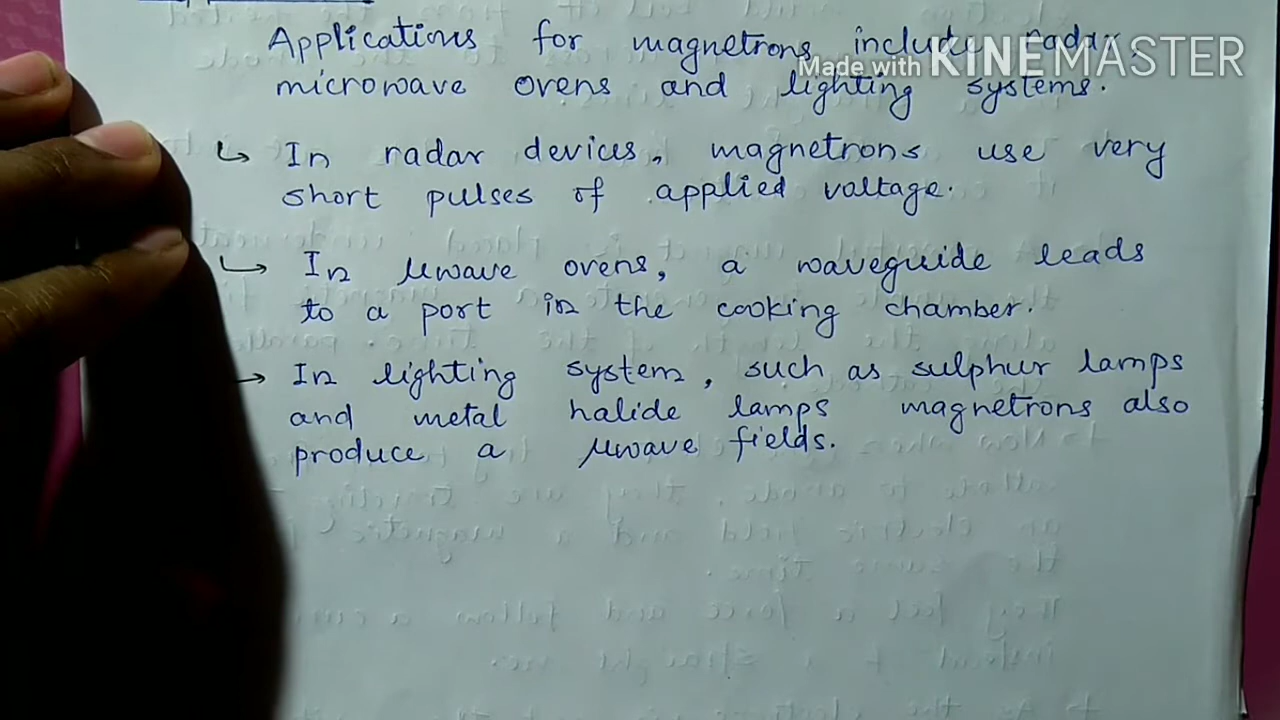 Applications for magnetrons include radar,
Made with KINEMASTER
microwave ovens and lighting systems.
↳ In radar devices, magnetrons use very
short pulses of applied voltage.
↳ In μwave ovens, a waveguide leads
to a port in the cooking chamber.
→ In lighting system, such as sulphur lamps
and metal halide lamps magnetrons also
produce a μwave fields.